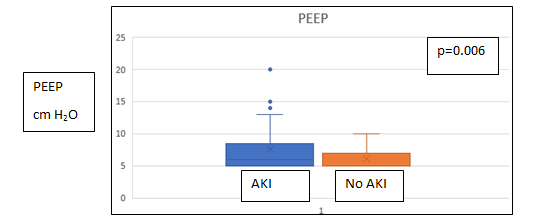 PEEP
25
p=0.006
20
PEEP
cm H₂O
15
10
5
AKI
No AKI
0
1